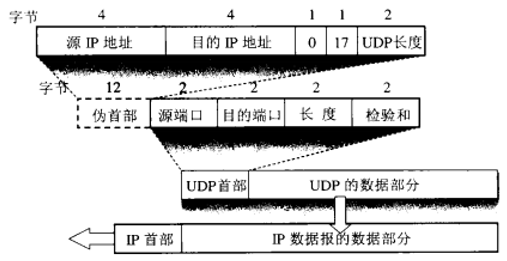 字节 4 4 1 1 2
源 IP 地址 目的 IP 地址 0 17 UDP长度
字节 12 2 2 2 2
伪首部 源端口 目的端口 长 度 检验和
UDP首部 UDP 的数据部分
IP 首部 IP 数据报的数据部分